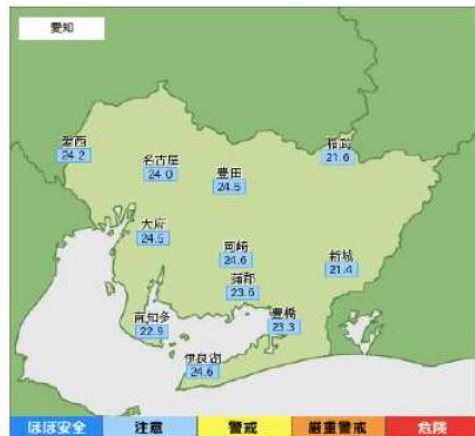 愛知
愛西
24.2
名古屋
24.0
豊田
24.8
稲武
21.6
大府
24.5
岡崎
24.6
蒲郡
23.6
新城
21.4
南知多
22.9
豊橋
23.3
伊良湖
24.6
ほぼ安全 注意 警戒 厳重警戒 危険